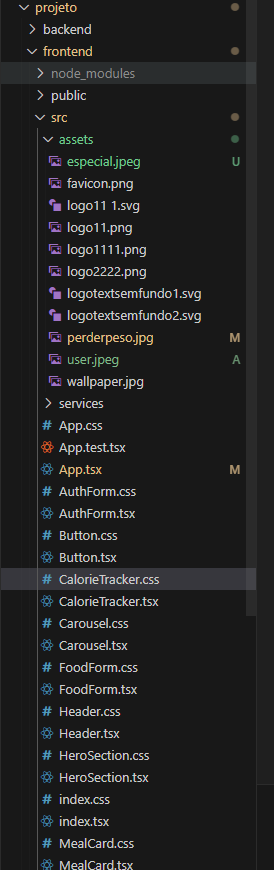 projeto
backend
frontend
node_modules
public
src
assets
especial.jpeg U
favicon.png
logo11 1.svg
logo11.png
logo1111.png
logo2222.png
logotextsemfundo1.svg
logotextsemfundo2.svg
perderpeso.jpg M
user.jpeg A
wallpaper.jpg
services
# App.css
App.test.tsx
App.tsx M
# AuthForm.css
AuthForm.tsx
# Button.css
Button.tsx
# CalorieTracker.css
CalorieTracker.tsx
# Carousel.css
Carousel.tsx
# FoodForm.css
FoodForm.tsx
# Header.css
Header.tsx
# HeroSection.css
HeroSection.tsx
# index.css
index.tsx
# MealCard.css
MealCard.tsx